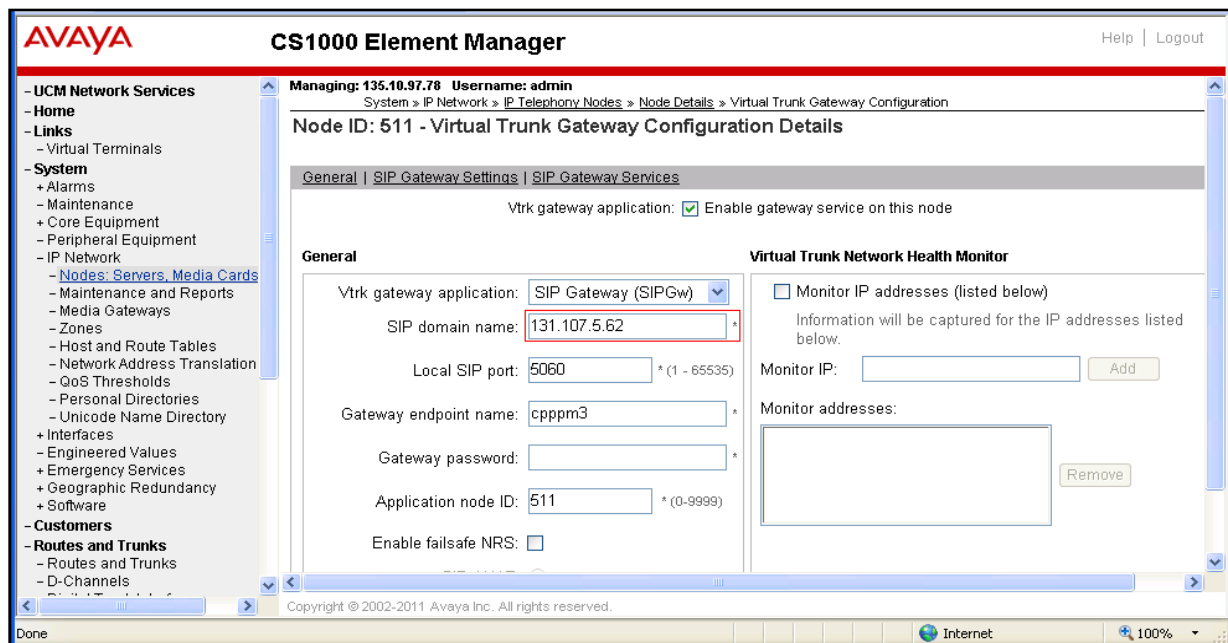 AVAYA
CS1000 Element Manager
Help | Logout
- UCM Network Services
- Home
- Links
- Virtual Terminals
- System
+ Alarms
- Maintenance
+ Core Equipment
- Peripheral Equipment
- IP Network
- Nodes: Servers, Media Cards
- Maintenance and Reports
- Media Gateways
- Zones
- Host and Route Tables
- Network Address Translation
- QoS Thresholds
- Personal Directories
- Unicode Name Directory
+ Interfaces
- Engineered Values
+ Emergency Services
+ Geographic Redundancy
+ Software
- Customers
- Routes and Trunks
- Routes and Trunks
- D-Channels
Managing: 135.10.97.78 Username: admin
System » IP Network » IP Telephony Nodes » Node Details » Virtual Trunk Gateway Configuration
Node ID: 511 - Virtual Trunk Gateway Configuration Details
General | SIP Gateway Settings | SIP Gateway Services
Vtrk gateway application: Enable gateway service on this node
General
Vtrk gateway application: SIP Gateway (SIPGw)
SIP domain name: 131.107.5.62 *
Local SIP port: 5060 * (1 - 65535)
Gateway endpoint name: cpppm3 *
Gateway password: *
Application node ID: 511 * (0-9999)
Enable failsafe NRS:
Virtual Trunk Network Health Monitor
Monitor IP addresses (listed below)
Information will be captured for the IP addresses listed
below.
Monitor IP: Add
Monitor addresses:
Remove
Copyright © 2002-2011 Avaya Inc. All rights reserved.
Done
Internet
100%